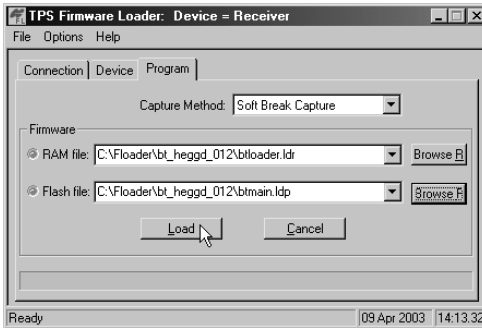 TPS Firmware Loader: Device = Receiver
File Options Help
Connection Device Program
Capture Method: Soft Break Capture
Firmware
RAM file: C:\Floader\bt_heggd_012\btloader.ldr Browse R
Flash file: C:\Floader\bt_heggd_012\btmain.ldp Browse F
Load Cancel
Ready 09 Apr 2003 14:13.32